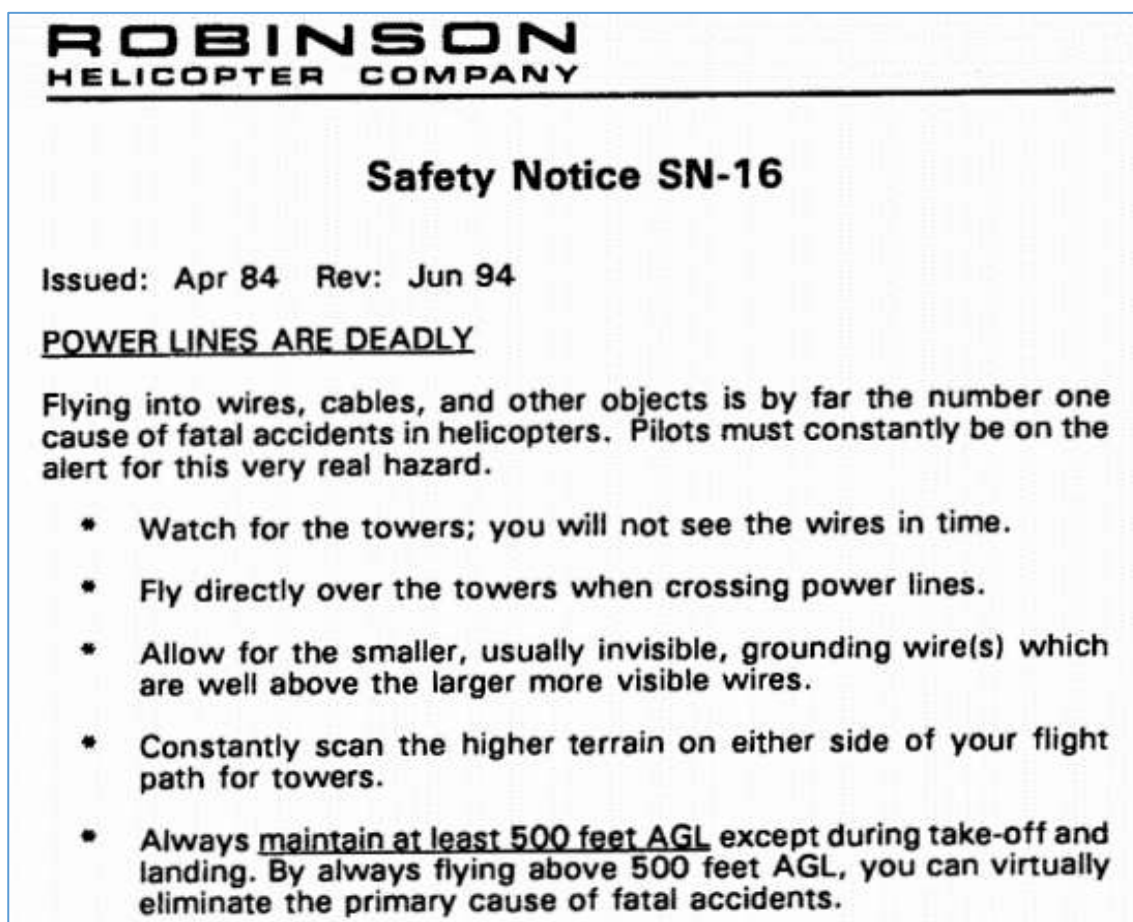 ROBINSON
HELICOPTER COMPANY
Safety Notice SN-16
Issued: Apr 84 Rev: Jun 94
POWER LINES ARE DEADLY
Flying into wires, cables, and other objects is by far the number one
cause of fatal accidents in helicopters. Pilots must constantly be on the
alert for this very real hazard.
* Watch for the towers; you will not see the wires in time.
* Fly directly over the towers when crossing power lines.
* Allow for the smaller, usually invisible, grounding wire(s) which
are well above the larger more visible wires.
* Constantly scan the higher terrain on either side of your flight
path for towers.
* Always maintain at least 500 feet AGL except during take-off and
landing. By always flying above 500 feet AGL, you can virtually
eliminate the primary cause of fatal accidents.